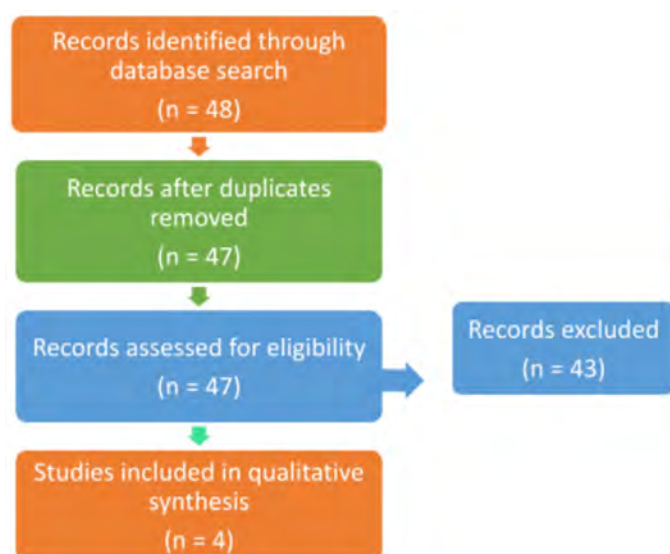 Records identified through
database search
(n = 48)
Records after duplicates
removed
(n = 47)
Records assessed for eligibility
(n = 47)
Records excluded
(n = 43)
Studies included in qualitative
synthesis
(n = 4)